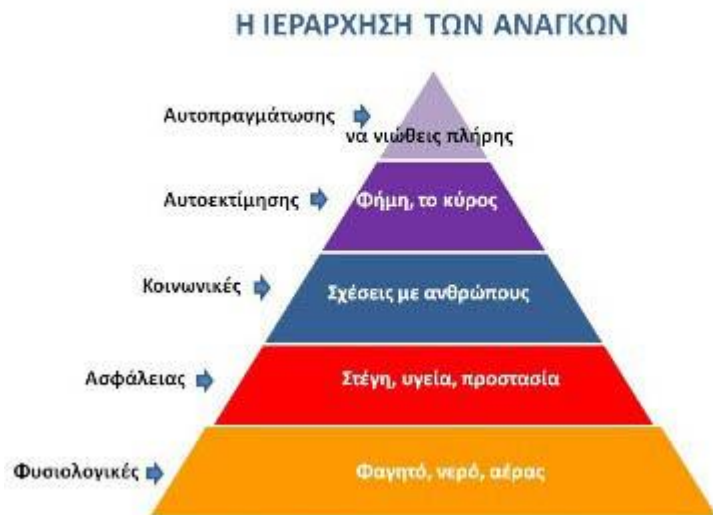 Η ΙΕΡΑΡΧΗΣΗ ΤΩΝ ΑΝΑΓΚΩΝ
Αυτοπραγμάτωσης
να νιώθεις πλήρης
Αυτοεκτίμησης
Φήμη, το κύρος
Κοινωνικές
Σχέσεις με ανθρώπους
Ασφάλειας
Στέγη, υγεία, προστασία
Φυσιολογικές
Φαγητό, νερό, αέρας